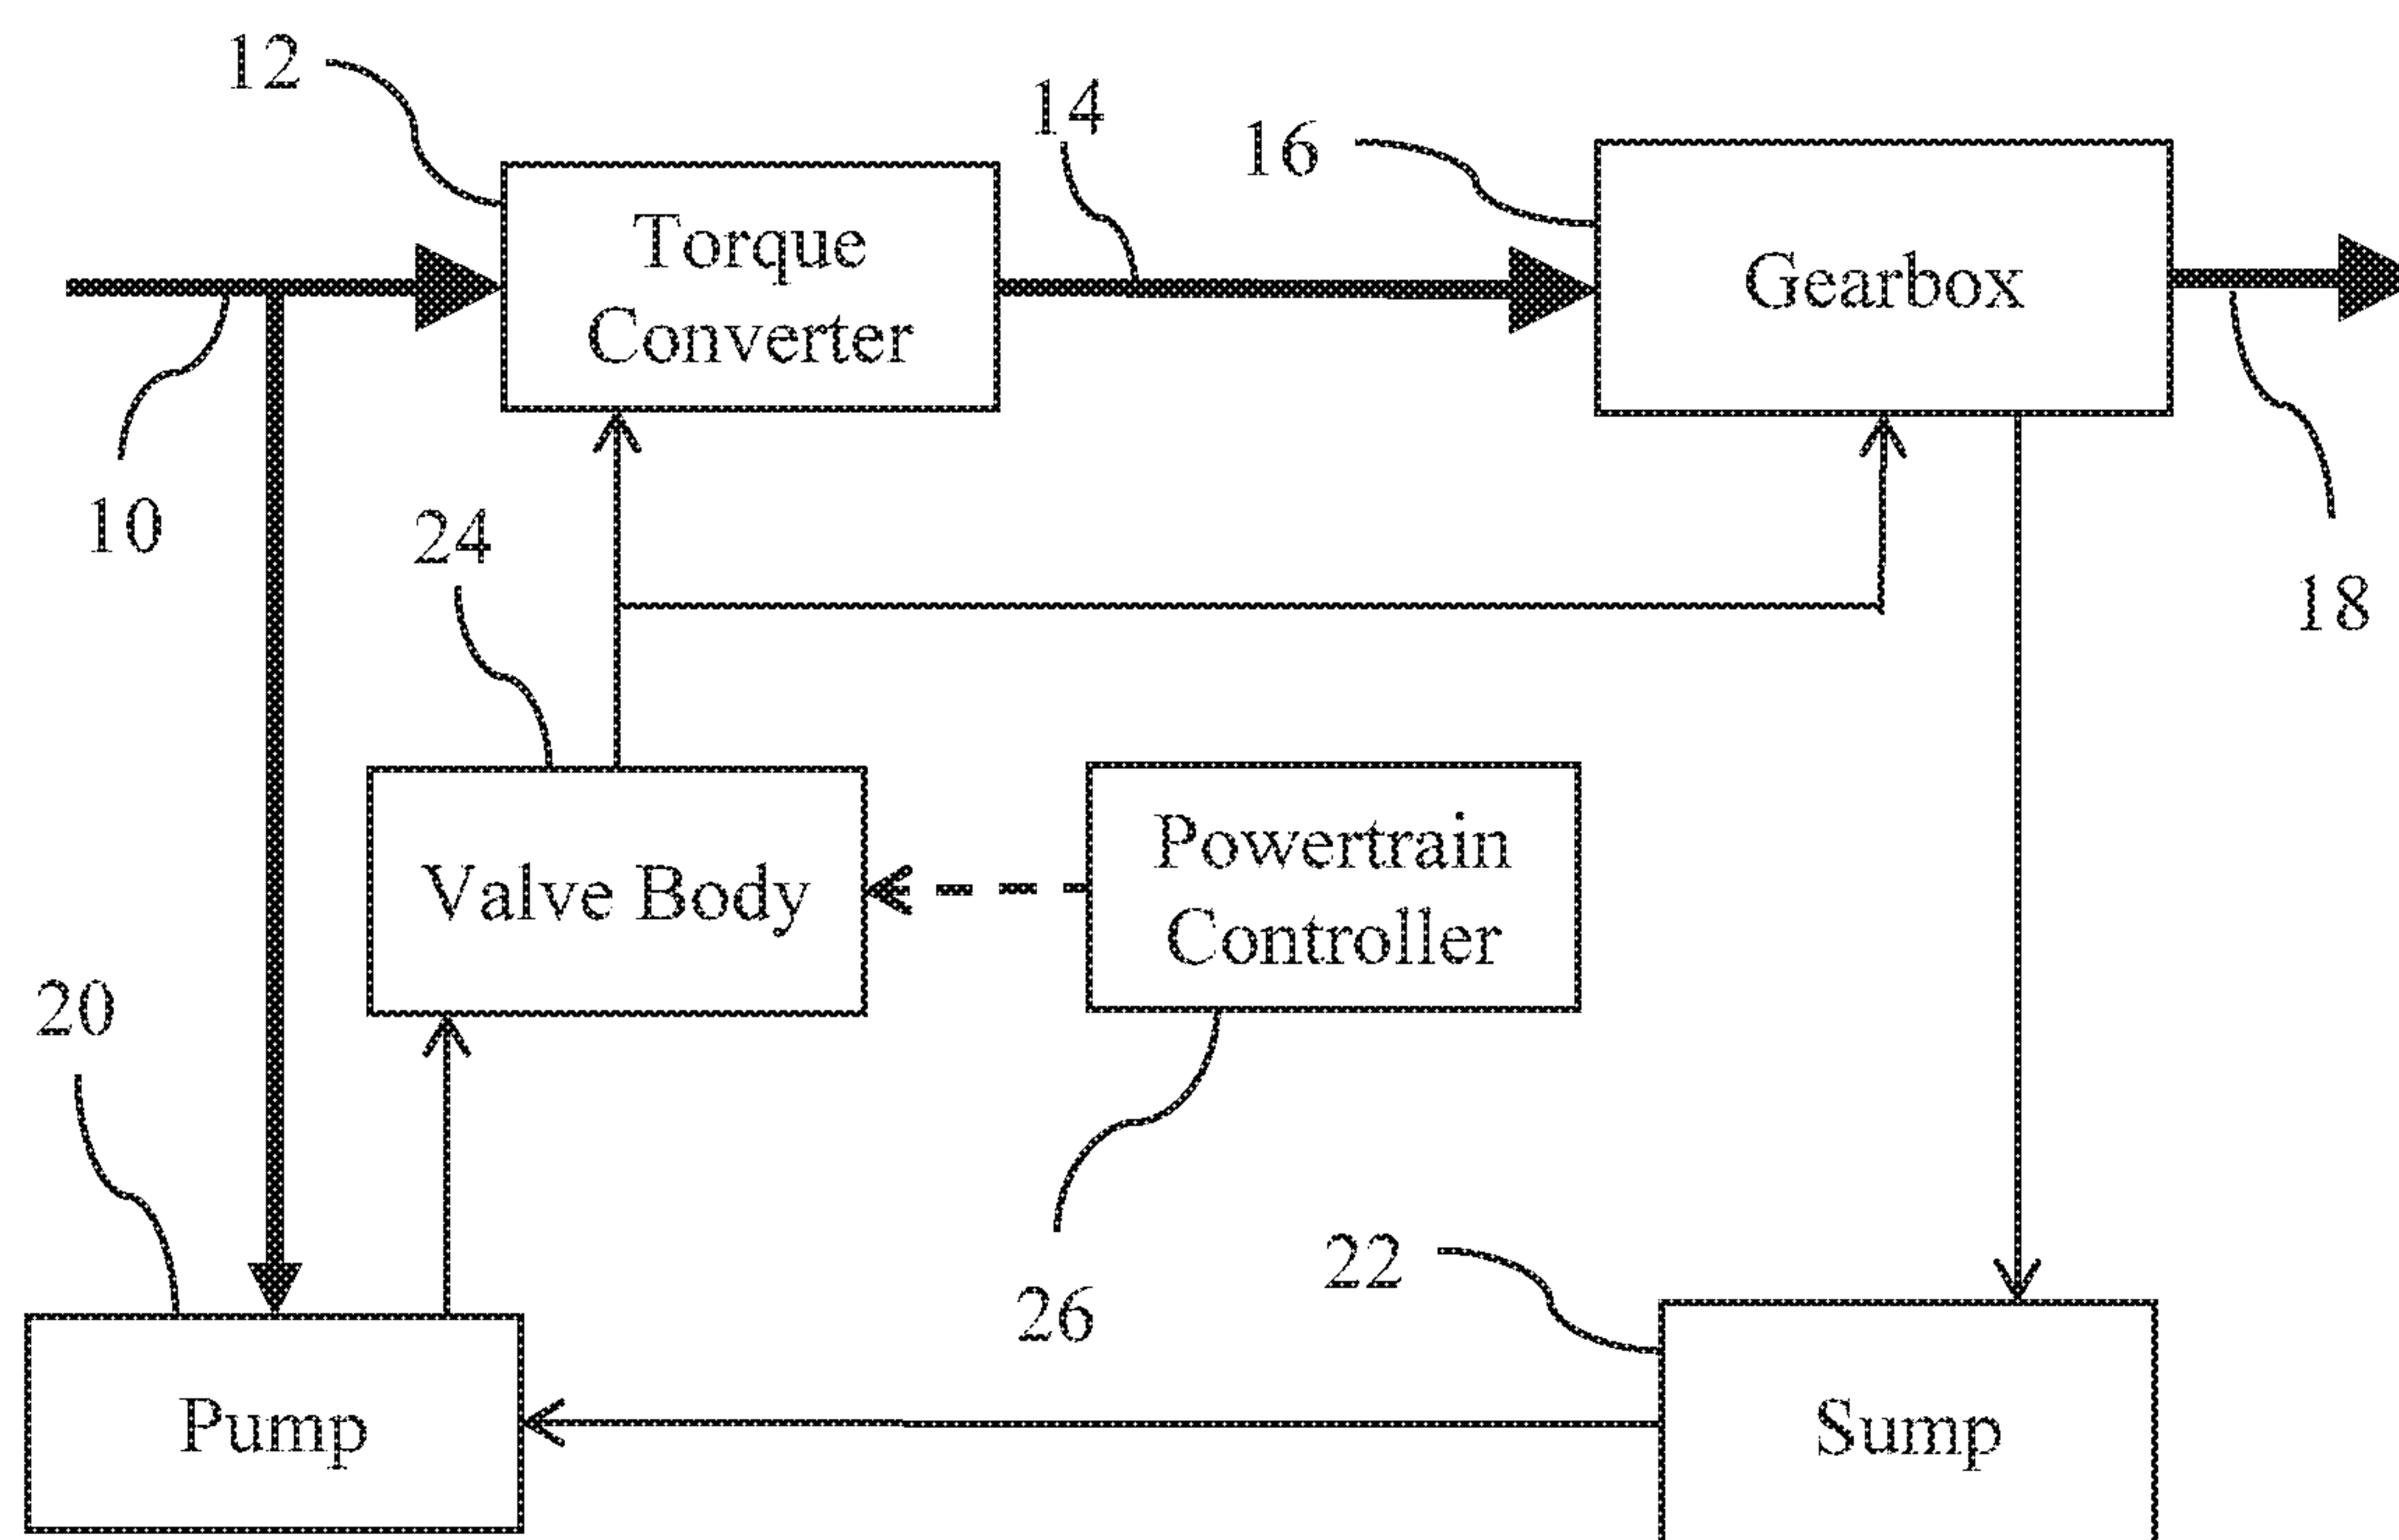 12
14
16
Torque
Converter
Gearbox
10
24
18
Valve Body
Powertrain
Controller
20
22
26
Pump
Sump